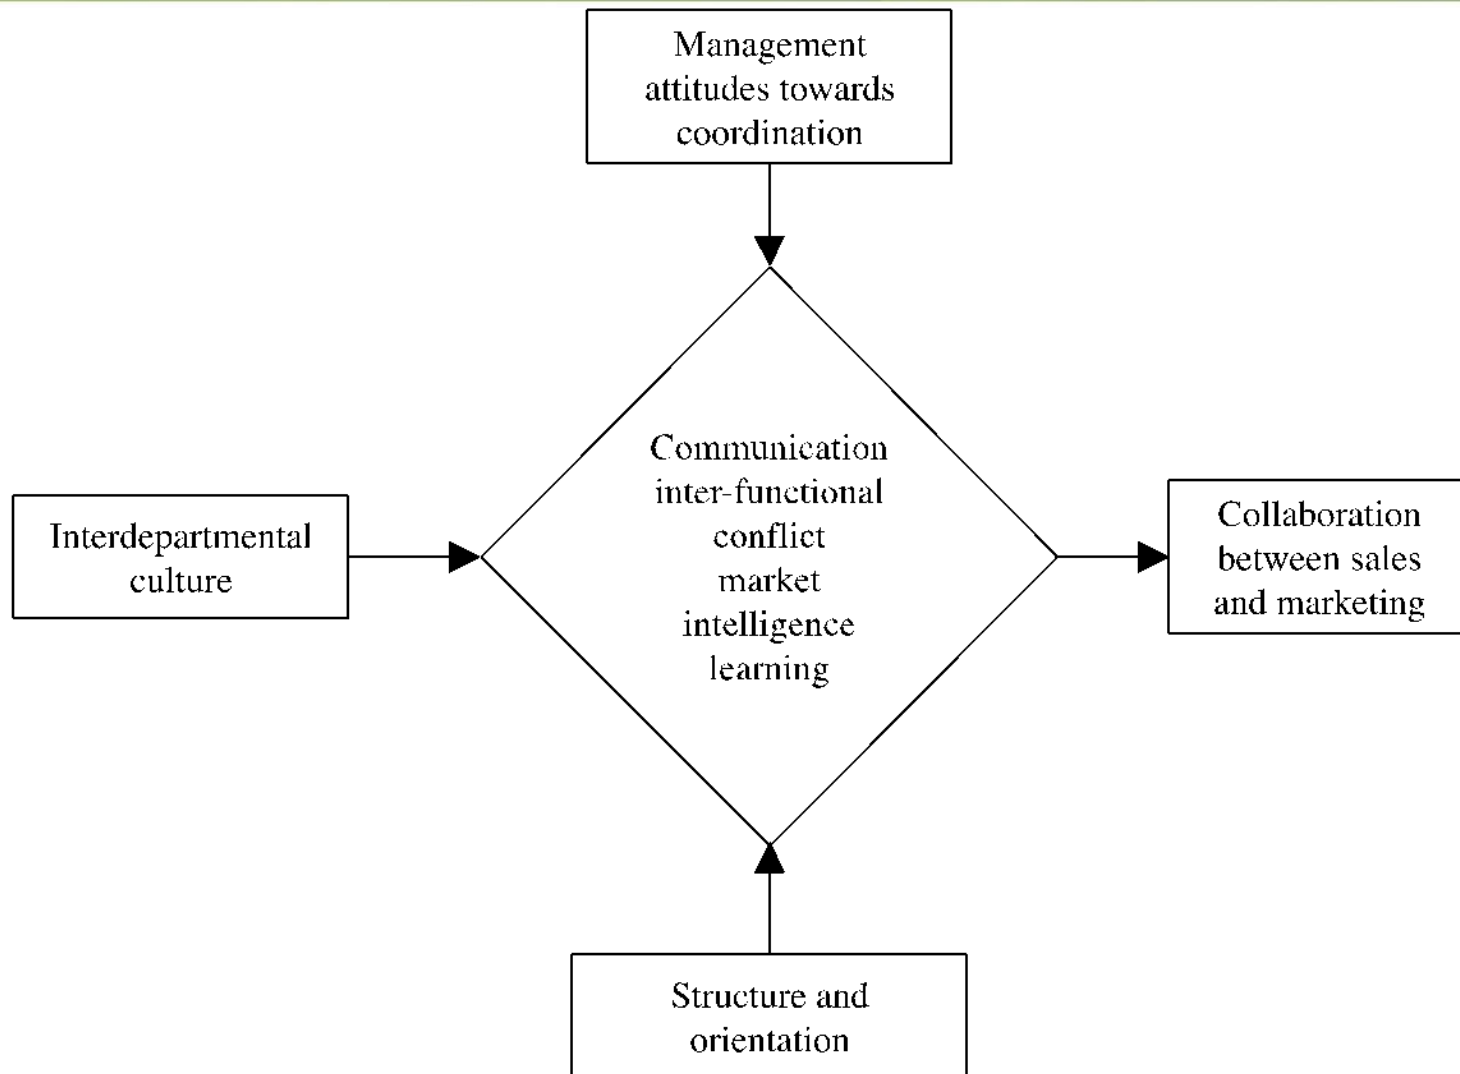 Management
attitudes towards
coordination
Interdepartmental
culture
Communication
inter-functional
conflict
market
intelligence
learning
Collaboration
between sales
and marketing
Structure and
orientation